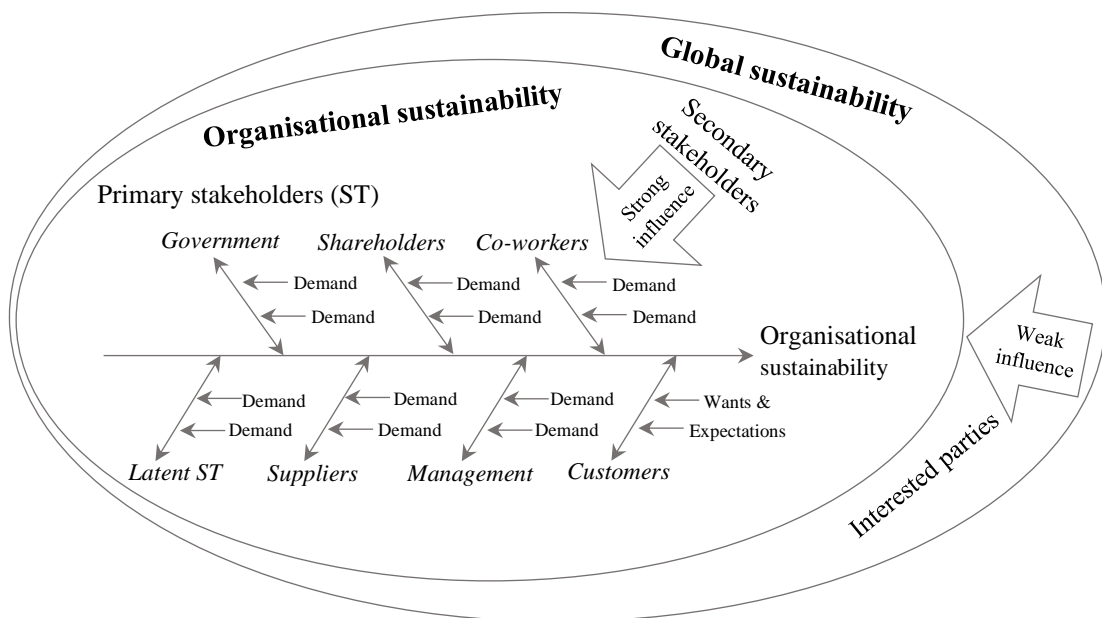 Global sustainability
Organisational sustainability
Secondary
stakeholders
Strong
influence
Primary stakeholders (ST)
Government
Shareholders
Co-workers
Demand
Demand
Demand
Demand
Demand
Demand
Organisational
sustainability
Weak
influence
Demand
Demand
Demand
Demand
Demand
Demand
Wants &
Expectations
Latent ST
Suppliers
Management
Customers
Interested parties